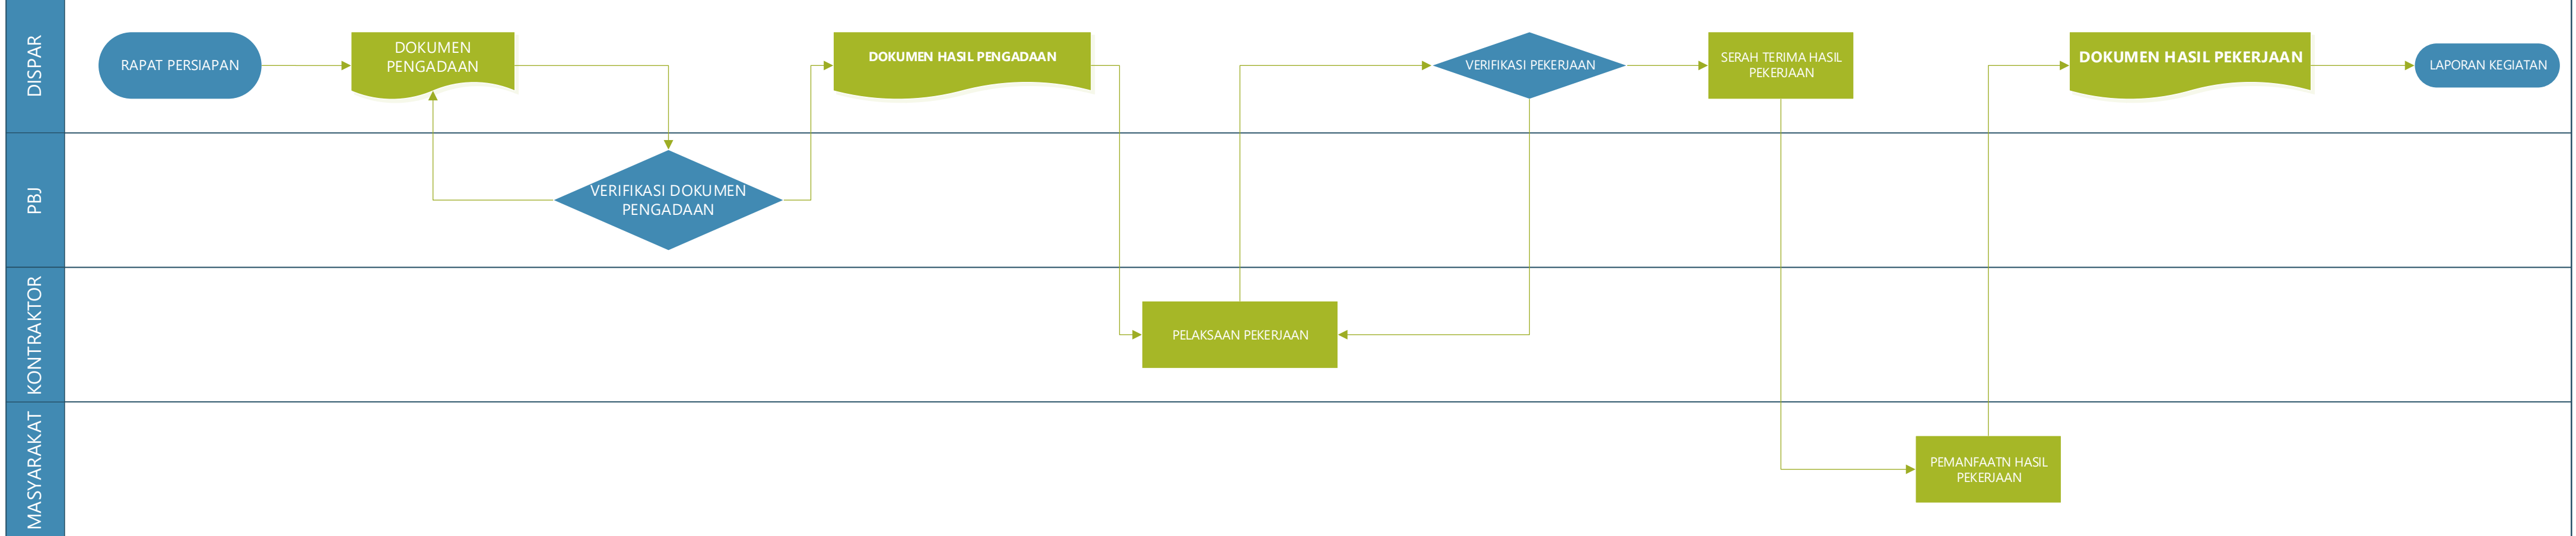 DISPAR
RAPAT PERSIAPAN
DOKUMEN
PENGADAAN
DOKUMEN HASIL PENGADAAN
VERIFIKASI PEKERJAAN
SERAH TERIMA HASIL
PEKERJAAN
DOKUMEN HASIL PEKERJAAN
LAPORAN KEGIATAN
PBJ
VERIFIKASI DOKUMEN
PENGADAAN
KONTRAKTOR
PELAKSAAN PEKERJAAN
MASYARAKAT
PEMANFAATN HASIL
PEKERJAAN